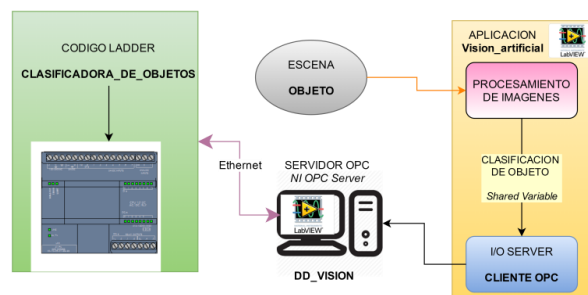 CODIGO LADDER
CLASIFICADORA_DE_OBJETOS
ESCENA
OBJETO
Ethernet
SERVIDOR OPC
NI OPC Server
LabVIEW
DD_VISION
APLICACION
Vision_artificial
LabVIEW
PROCESAMIENTO
DE IMAGENES
CLASIFICACION
DE OBJETO
Shared Variable
I/O SERVER
CLIENTE OPC